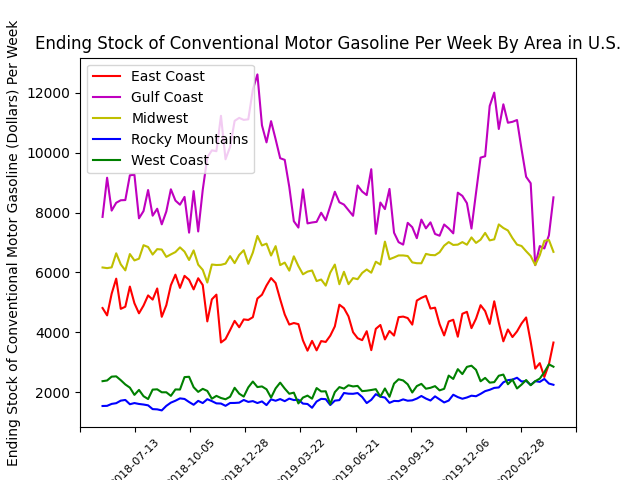 Ending Stock of Conventional Motor Gasoline Per Week By Area in U.S.
Ending Stock of Conventional Motor Gasoline (Dollars) Per Week
East Coast
Gulf Coast
Midwest
Rocky Mountains
West Coast
12000
10000
8000
6000
4000
2000
2018-07-13
2018-10-05
2018-12-28
2019-03-22
2019-06-21
2019-09-13
2019-12-06
2020-02-28